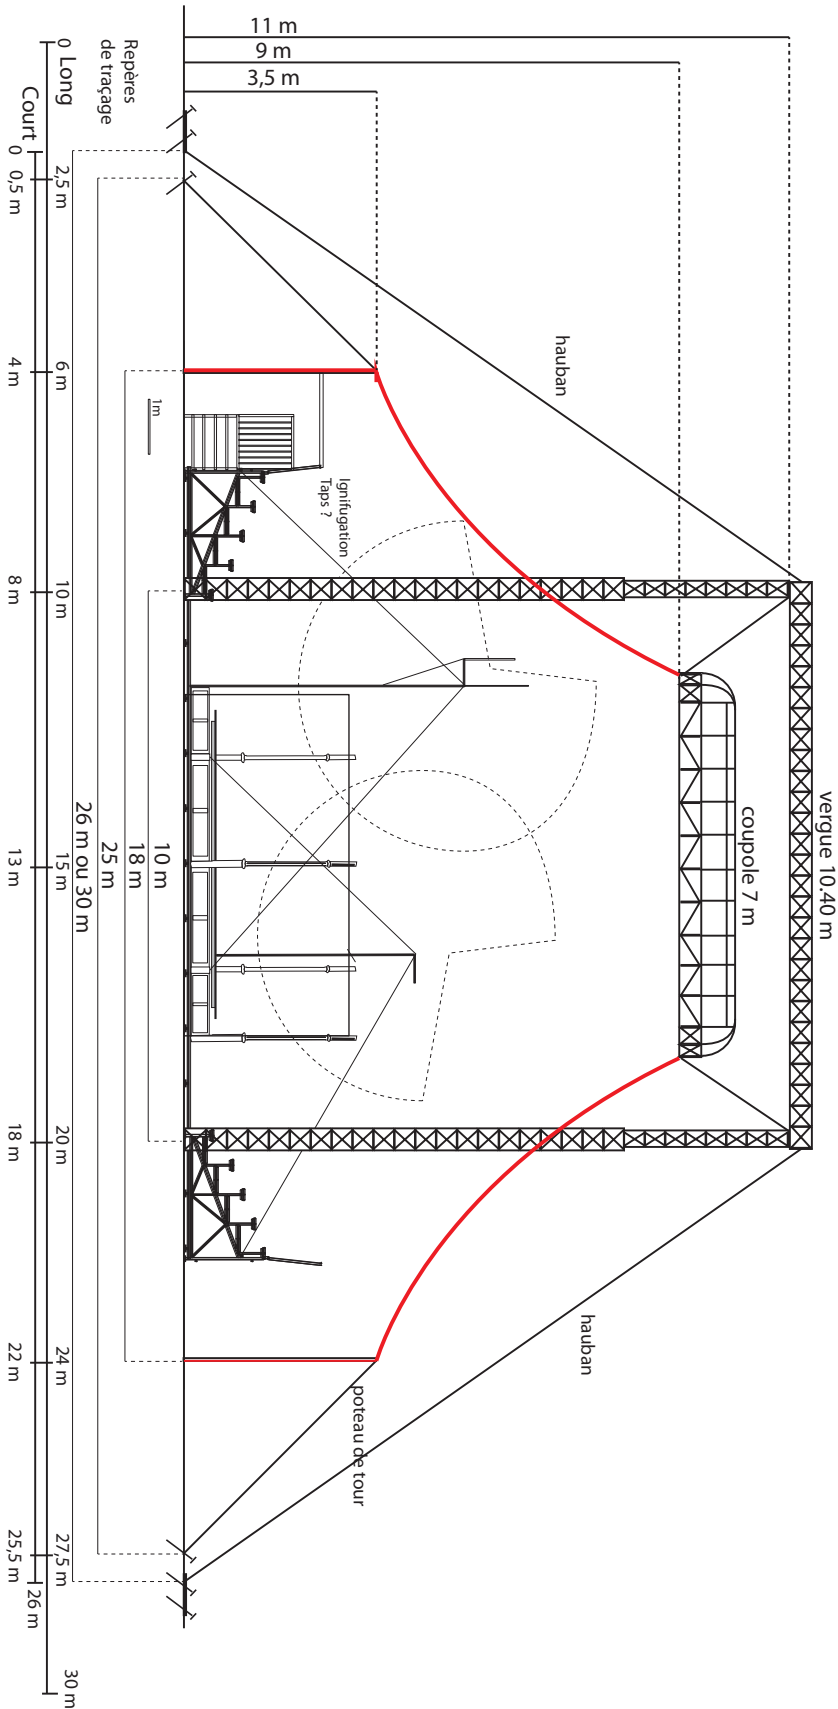 11 m
9 m
3,5 m
hauban
hauban
vergue 10.40 m
coupole 7 m
Ignifugation
Taps ?
poteau de tour
1m
10 m
18 m
25 m
26 m ou 30 m
Repères
de traçage
Long
0
2,5 m
6 m
10 m
15 m
20 m
24 m
27,5 m
30 m
Court
0
0,5 m
4 m
8 m
13 m
18 m
22 m
25,5 m
26 m